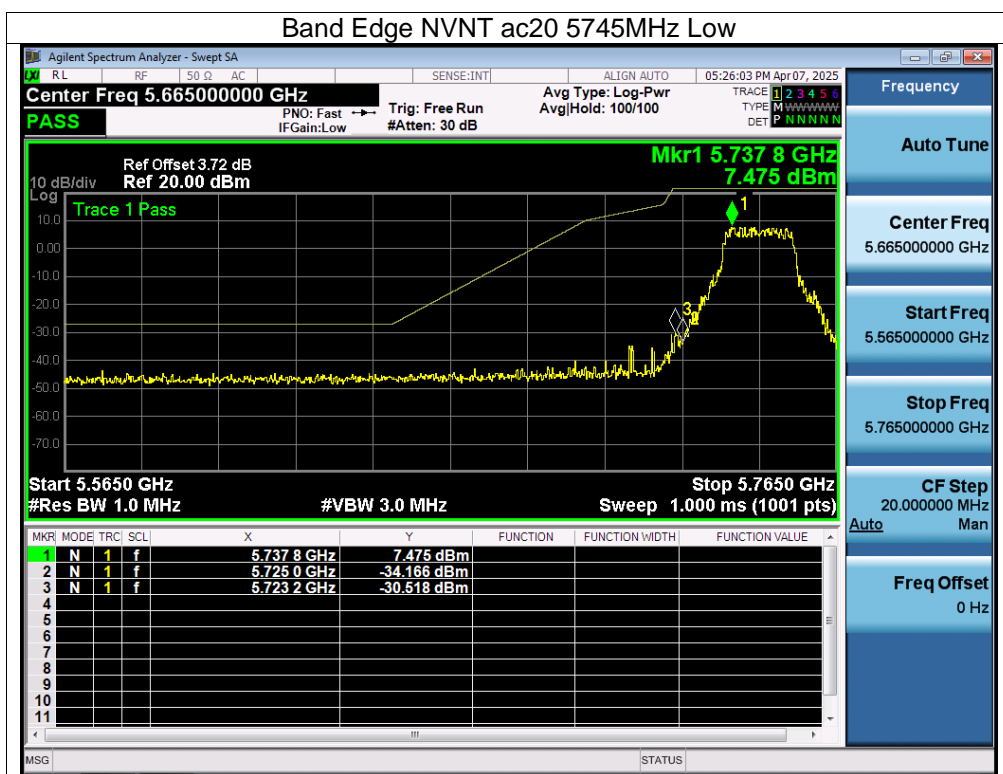 Band Edge NVNT ac20 5745MHz Low
Agilent Spectrum Analyzer - Swept SA
LXI RL RF 50 Ω AC SENSE:INT ALIGN AUTO 05:26:03 PM Apr 07, 2025
Center Freq 5.665000000 GHz
PASS
PNO: Fast
IFGain:Low
Trig: Free Run
#Atten: 30 dB
Avg Type: Log-Pwr
Avg|Hold: 100/100
TRACE 1 2 3 4 5 6
TYPE M WWWWW
DET P N N N N N
Mkr1 5.737 8 GHz
7.475 dBm
Ref Offset 3.72 dB
10 dB/div Ref 20.00 dBm
Log
Trace 1 Pass
10.0
0.00
-10.0
-20.0
-30.0
-40.0
-50.0
-60.0
-70.0
1
3
Start 5.5650 GHz Stop 5.7650 GHz
#Res BW 1.0 MHz #VBW 3.0 MHz Sweep 1.000 ms (1001 pts)
MKR MODE TRC SCL X Y FUNCTION FUNCTION WIDTH FUNCTION VALUE
1 N 1 f 5.737 8 GHz 7.475 dBm
2 N 1 f 5.725 0 GHz -34.166 dBm
3 N 1 f 5.723 2 GHz -30.518 dBm
4
5
6
7
8
9
10
11
MSG STATUS
Frequency
Auto Tune
Center Freq
5.665000000 GHz
Start Freq
5.565000000 GHz
Stop Freq
5.765000000 GHz
CF Step
20.000000 MHz
Auto Man
Freq Offset
0 Hz